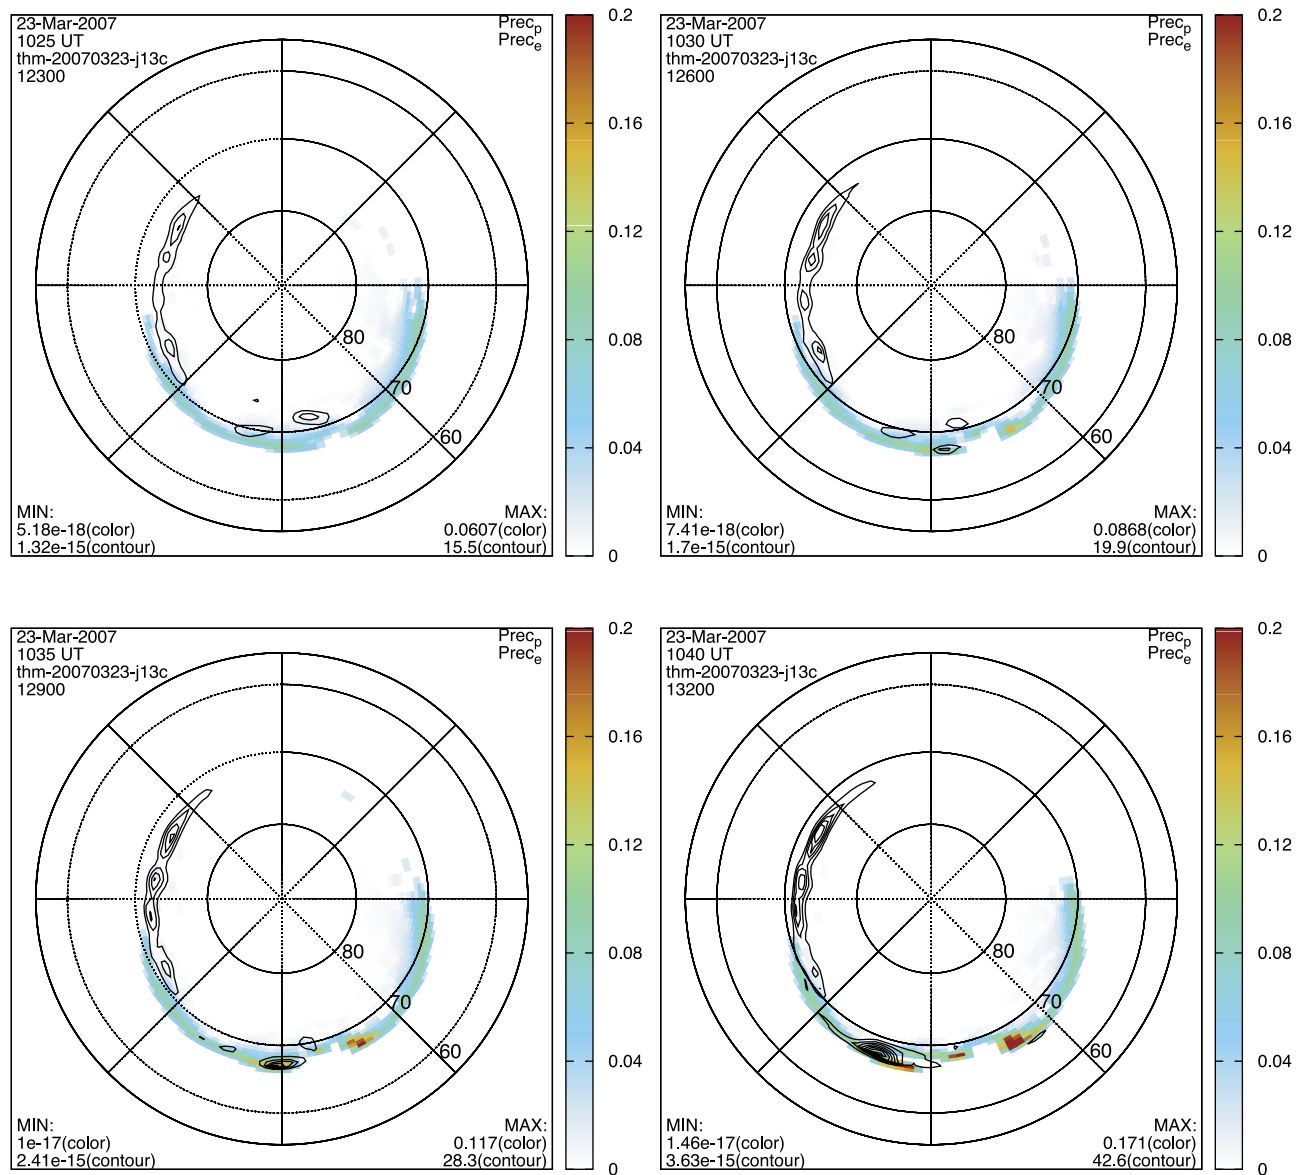 23-Mar-2007
1025 UT
thm-20070323-j13c
12300
Prec_p
Prec_e
80
70
60
MIN:
5.18e-18(color)
1.32e-15(contour)
MAX:
0.0607(color)
15.5(contour)
0.2
0.16
0.12
0.08
0.04
0
23-Mar-2007
1030 UT
thm-20070323-j13c
12600
Prec_p
Prec_e
80
70
60
MIN:
7.41e-18(color)
1.7e-15(contour)
MAX:
0.0868(color)
19.9(contour)
0.2
0.16
0.12
0.08
0.04
0
23-Mar-2007
1035 UT
thm-20070323-j13c
12900
Prec_p
Prec_e
80
70
60
MIN:
1e-17(color)
2.41e-15(contour)
MAX:
0.117(color)
28.3(contour)
0.2
0.16
0.12
0.08
0.04
0
23-Mar-2007
1040 UT
thm-20070323-j13c
13200
Prec_p
Prec_e
80
70
60
MIN:
1.46e-17(color)
3.63e-15(contour)
MAX:
0.171(color)
42.6(contour)
0.2
0.16
0.12
0.08
0.04
0